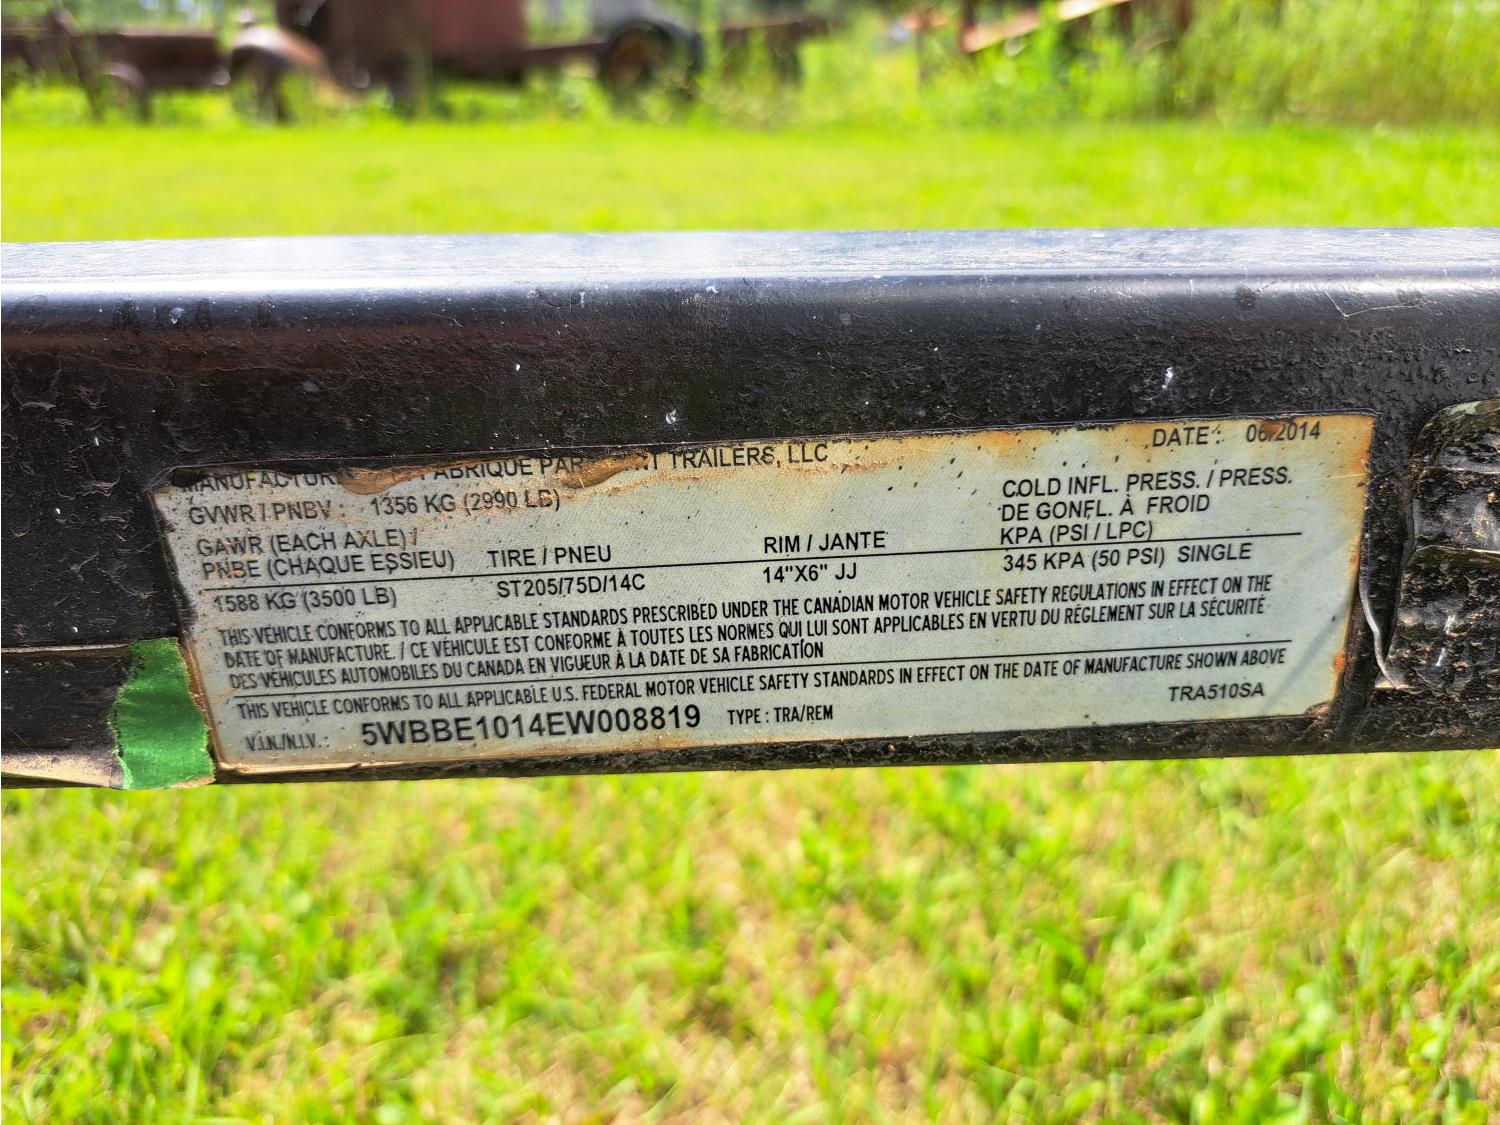 FABRIQUE PAR TRAILERS, LLC DATE: 06/2014
GVWR / PNBV : 1356 KG (2990 LB)
COLD INFL. PRESS. / PRESS.
DE GONFL. À FROID
GAWR (EACH AXLE) /
PNBE (CHAQUE ESSIEU) TIRE / PNEU RIM / JANTE KPA (PSI / LPC)
1588 KG (3500 LB) ST205/75D/14C 14"X6" JJ 345 KPA (50 PSI) SINGLE
THIS VEHICLE CONFORMS TO ALL APPLICABLE STANDARDS PRESCRIBED UNDER THE CANADIAN MOTOR VEHICLE SAFETY REGULATIONS IN EFFECT ON THE
DATE OF MANUFACTURE. / CE VÉHICULE EST CONFORME À TOUTES LES NORMES QUI LUI SONT APPLICABLES EN VERTU DU RÉGLEMENT SUR LA SÉCURITÉ
DES VÉHICULES AUTOMOBILES DU CANADA EN VIGUEUR À LA DATE DE SA FABRICATION
THIS VEHICLE CONFORMS TO ALL APPLICABLE U.S. FEDERAL MOTOR VEHICLE SAFETY STANDARDS IN EFFECT ON THE DATE OF MANUFACTURE SHOWN ABOVE
V.I.N./N.I.V.: 5WBBE1014EW008819 TYPE : TRA/REM TRA510SA